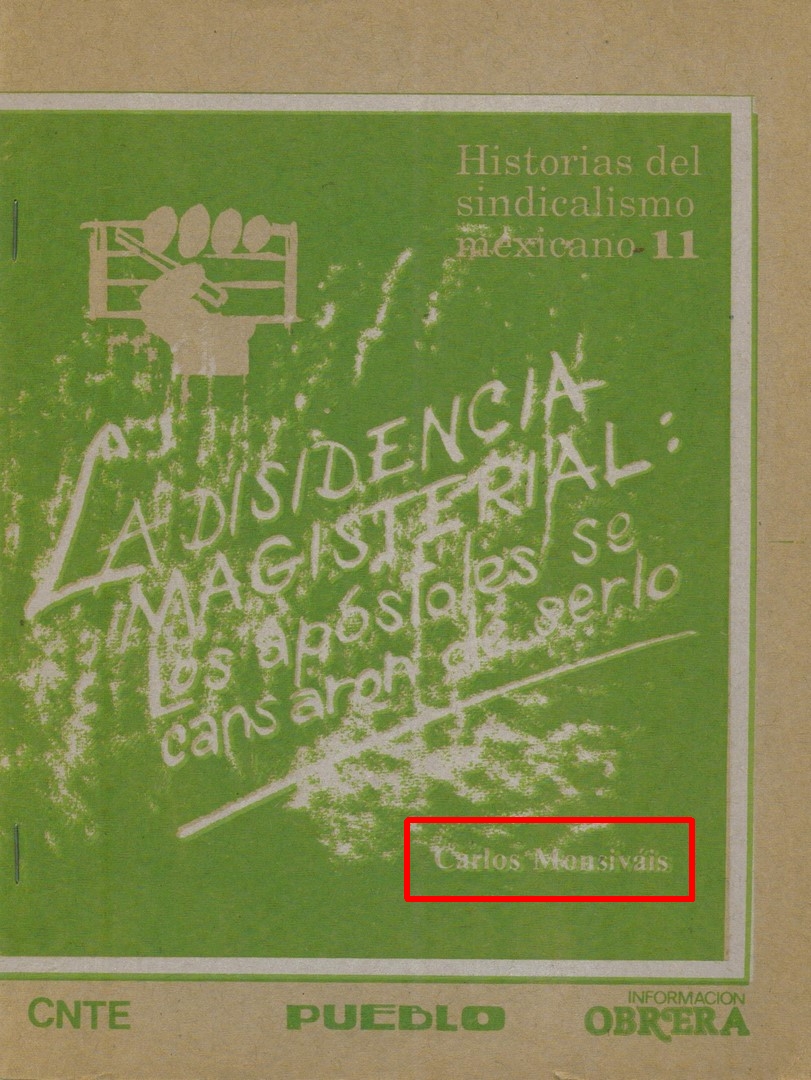 Historias del
sindicalismo
mexicano 11
LA DISIDENCIA
MAGISTERIAL:
Los apóstoles se
cansaron de serlo
Carlos Monsiváis
CNTE
PUEBLO
INFORMACION
OBRERA